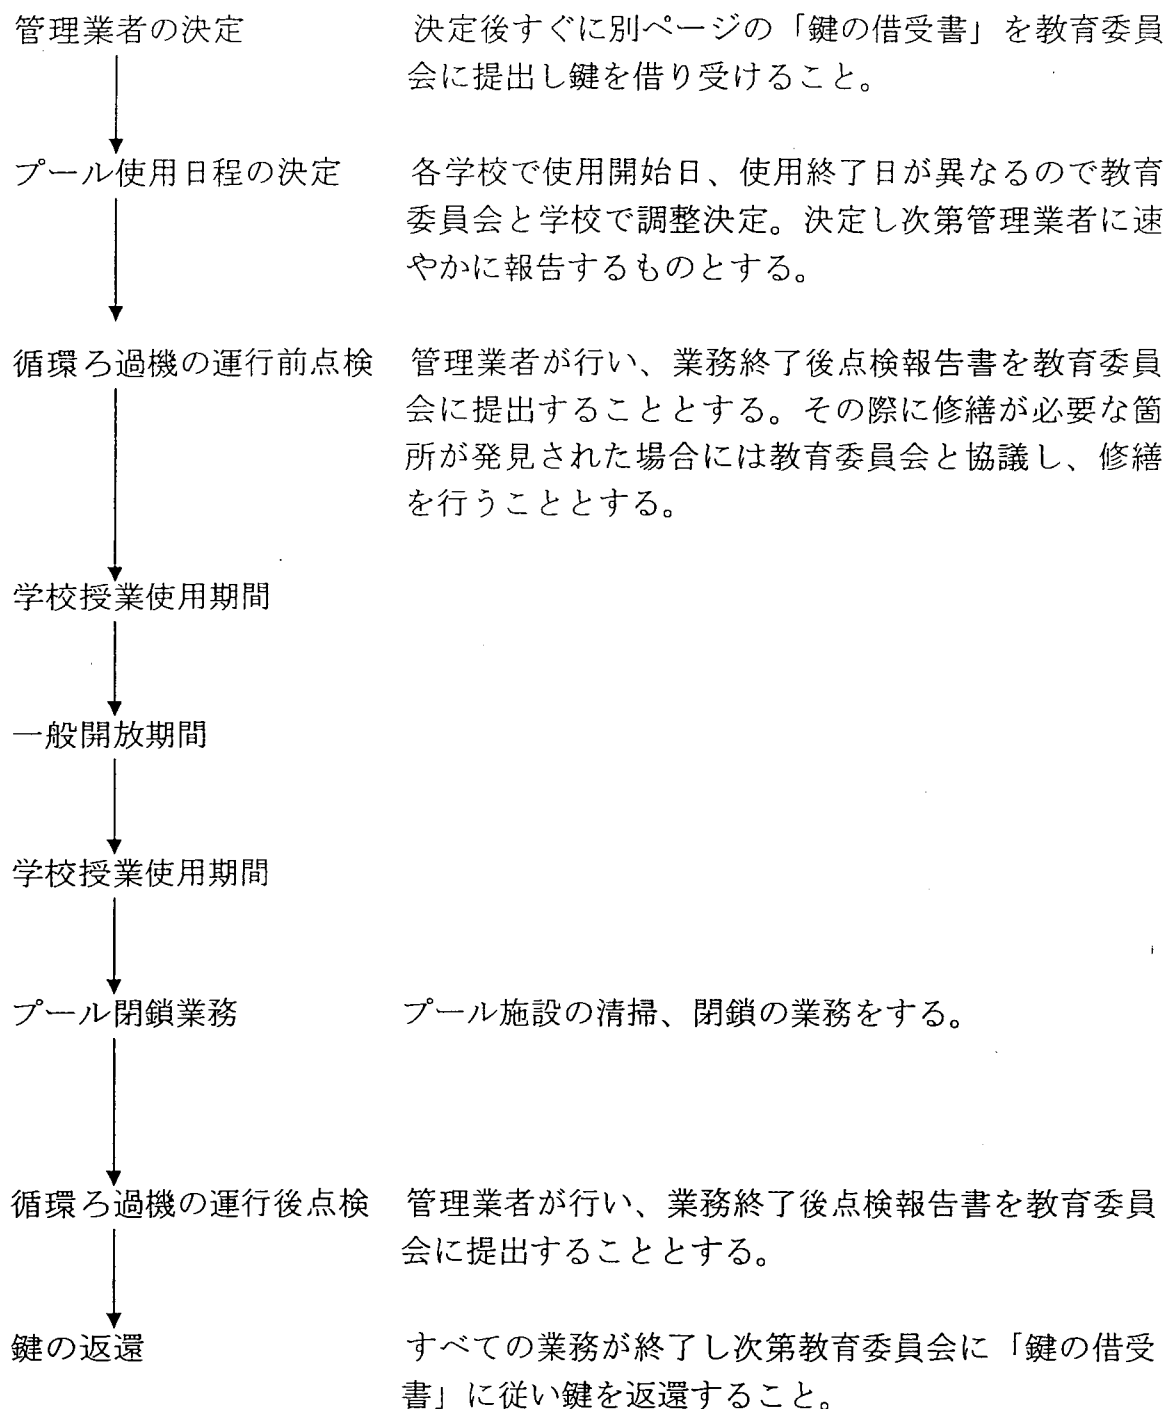 管理業者の決定
決定後すぐに別ページの「鍵の借受書」を教育委員
会に提出し鍵を借り受けること。
プール使用日程の決定
各学校で使用開始日、使用終了日が異なるので教育
委員会と学校で調整決定。決定し次第管理業者に速
やかに報告するものとする。
循環ろ過機の運行前点検
管理業者が行い、業務終了後点検報告書を教育委員
会に提出することとする。その際に修繕が必要な箇
所が発見された場合には教育委員会と協議し、修繕
を行うこととする。
学校授業使用期間
一般開放期間
学校授業使用期間
プール閉鎖業務
プール施設の清掃、閉鎖の業務をする。
循環ろ過機の運行後点検
管理業者が行い、業務終了後点検報告書を教育委員
会に提出することとする。
鍵の返還
すべての業務が終了し次第教育委員会に「鍵の借受
書」に従い鍵を返還すること。